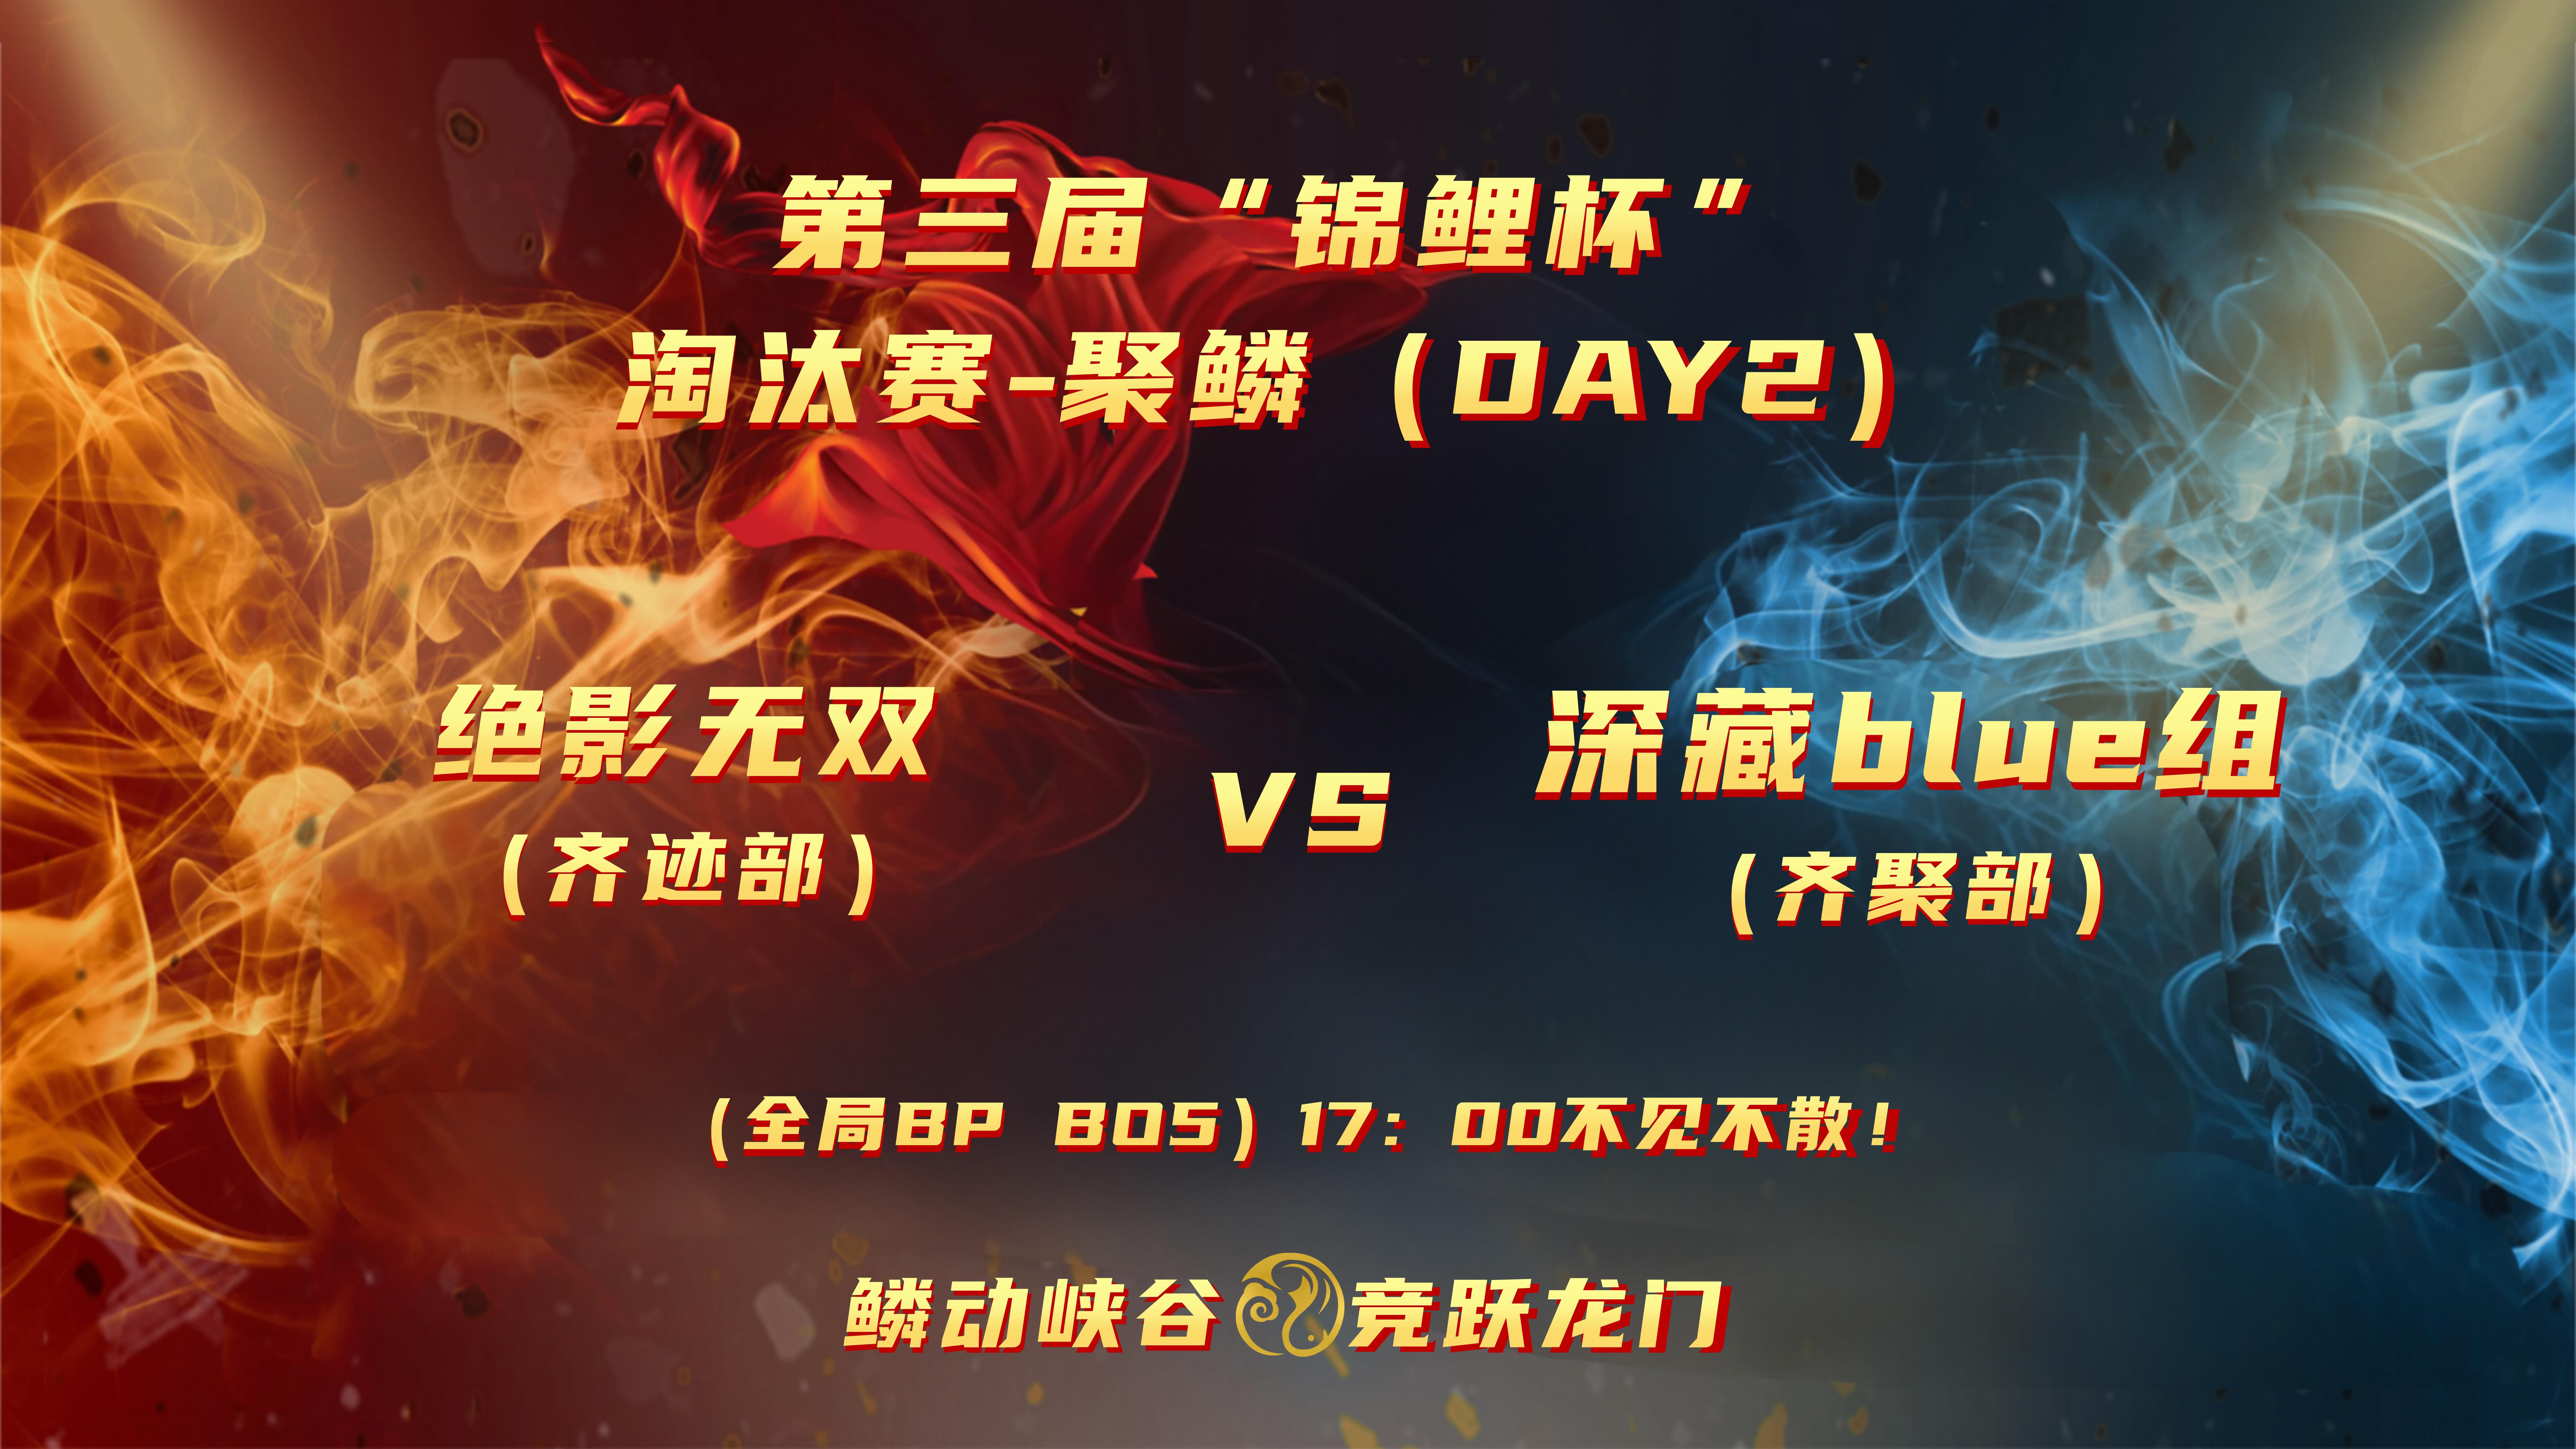 第三届“锦鲤杯”
淘汰赛-聚鳞（DAY2）
绝影无双
（齐迹部）
VS
深藏blue组
（齐聚部）
（全局BP BO5）17：00不见不散！
鳞动峡谷 竞跃龙门